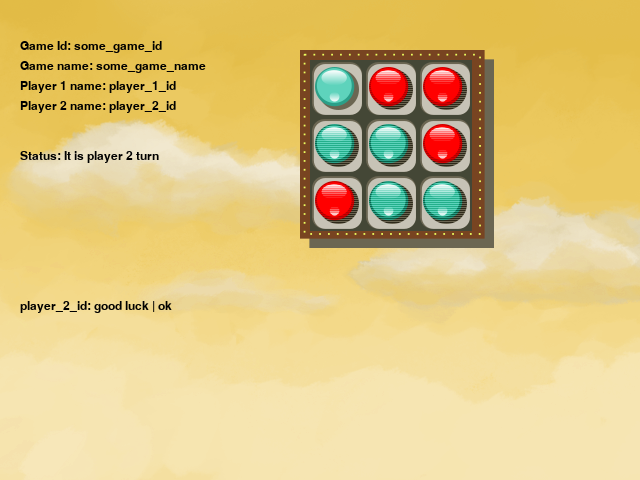 Game Id: some_game_id
Game name: some_game_name
Player 1 name: player_1_id
Player 2 name: player_2_id
Status: It is player 2 turn
player_2_id: good luck | ok